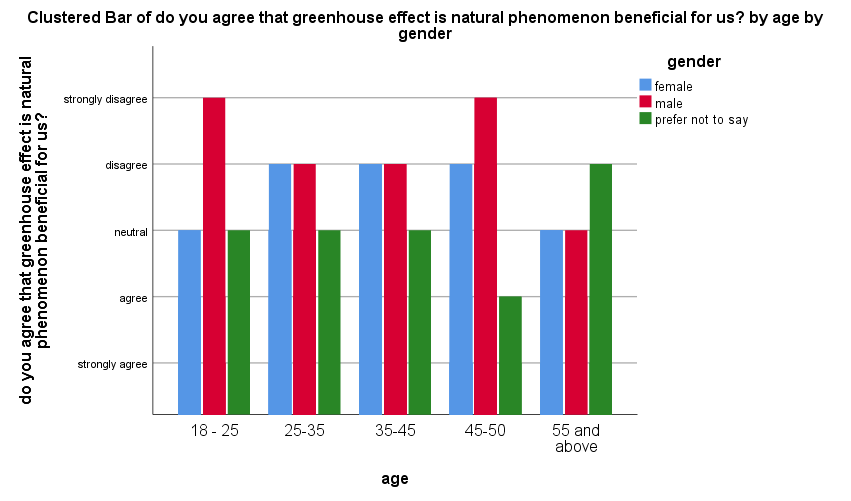 Clustered Bar of do you agree that greenhouse effect is natural phenomenon beneficial for us? by age by
gender
do you agree that greenhouse effect is natural
phenomenon beneficial for us?
strongly disagree
disagree
neutral
agree
strongly agree
18 - 25
25-35
35-45
45-50
55 and
above
age
gender
female
male
prefer not to say